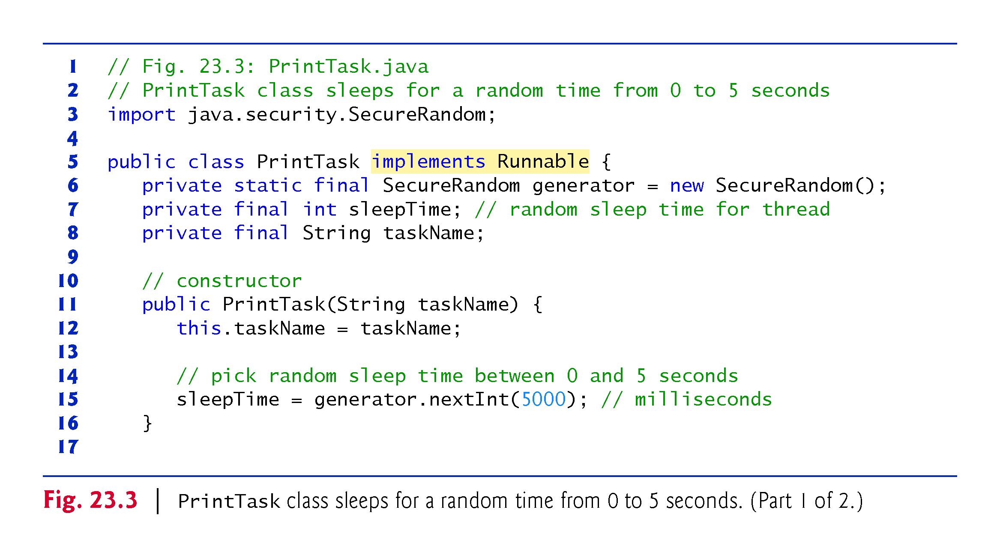 1 // Fig. 23.3: PrintTask.java
2 // PrintTask class sleeps for a random time from 0 to 5 seconds
3 import java.security.SecureRandom;
4
5 public class PrintTask implements Runnable {
6    private static final SecureRandom generator = new SecureRandom();
7    private final int sleepTime; // random sleep time for thread
8    private final String taskName;
9
10    // constructor
11    public PrintTask(String taskName) {
12       this.taskName = taskName;
13
14       // pick random sleep time between 0 and 5 seconds
15       sleepTime = generator.nextInt(5000); // milliseconds
16    }
17
Fig. 23.3 | PrintTask class sleeps for a random time from 0 to 5 seconds. (Part 1 of 2.)